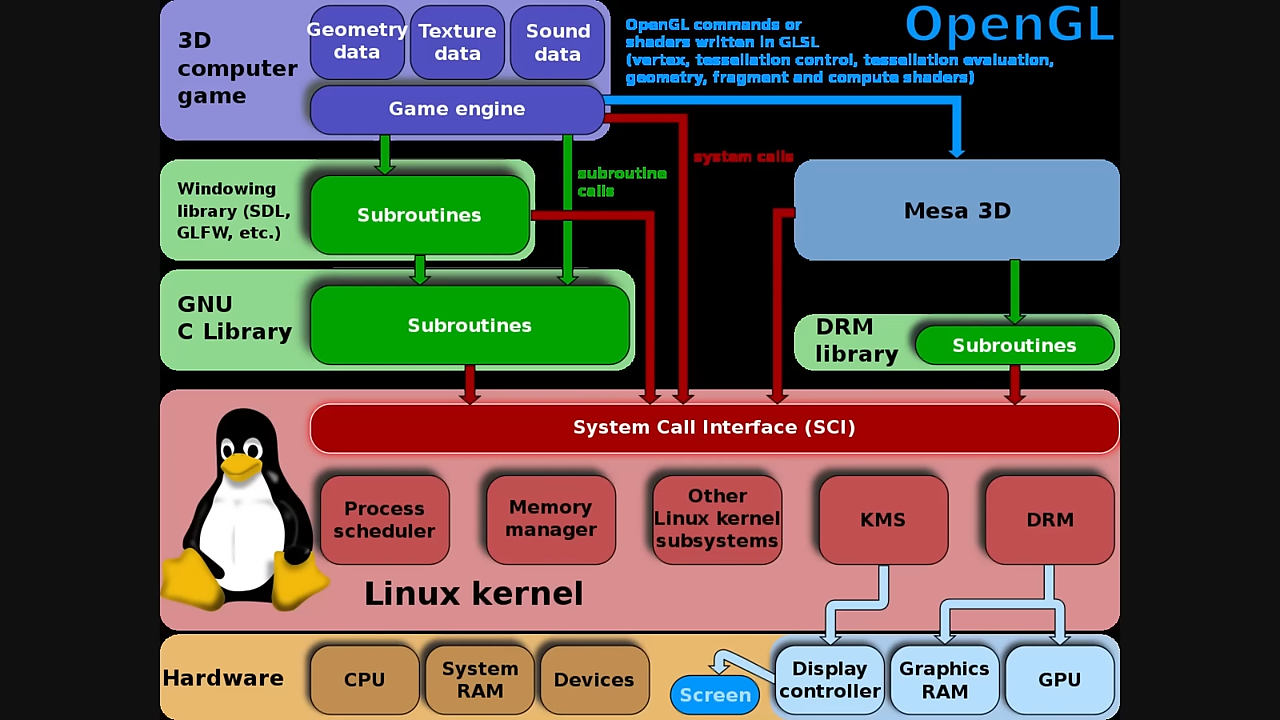 3D
computer
game
Geometry
data
Texture
data
Sound
data
Game engine
OpenGL commands or
shaders written in GLSL
(vertex, tessellation control, tessellation evaluation,
geometry, fragment and compute shaders)
OpenGL
system calls
subroutine
calls
Windowing
library (SDL,
GLFW, etc.)
Subroutines
Mesa 3D
GNU
C Library
Subroutines
DRM
library
Subroutines
System Call Interface (SCI)
Process
scheduler
Memory
manager
Other
Linux kernel
subsystems
KMS
DRM
Linux kernel
Hardware
CPU
System
RAM
Devices
Screen
Display
controller
Graphics
RAM
GPU